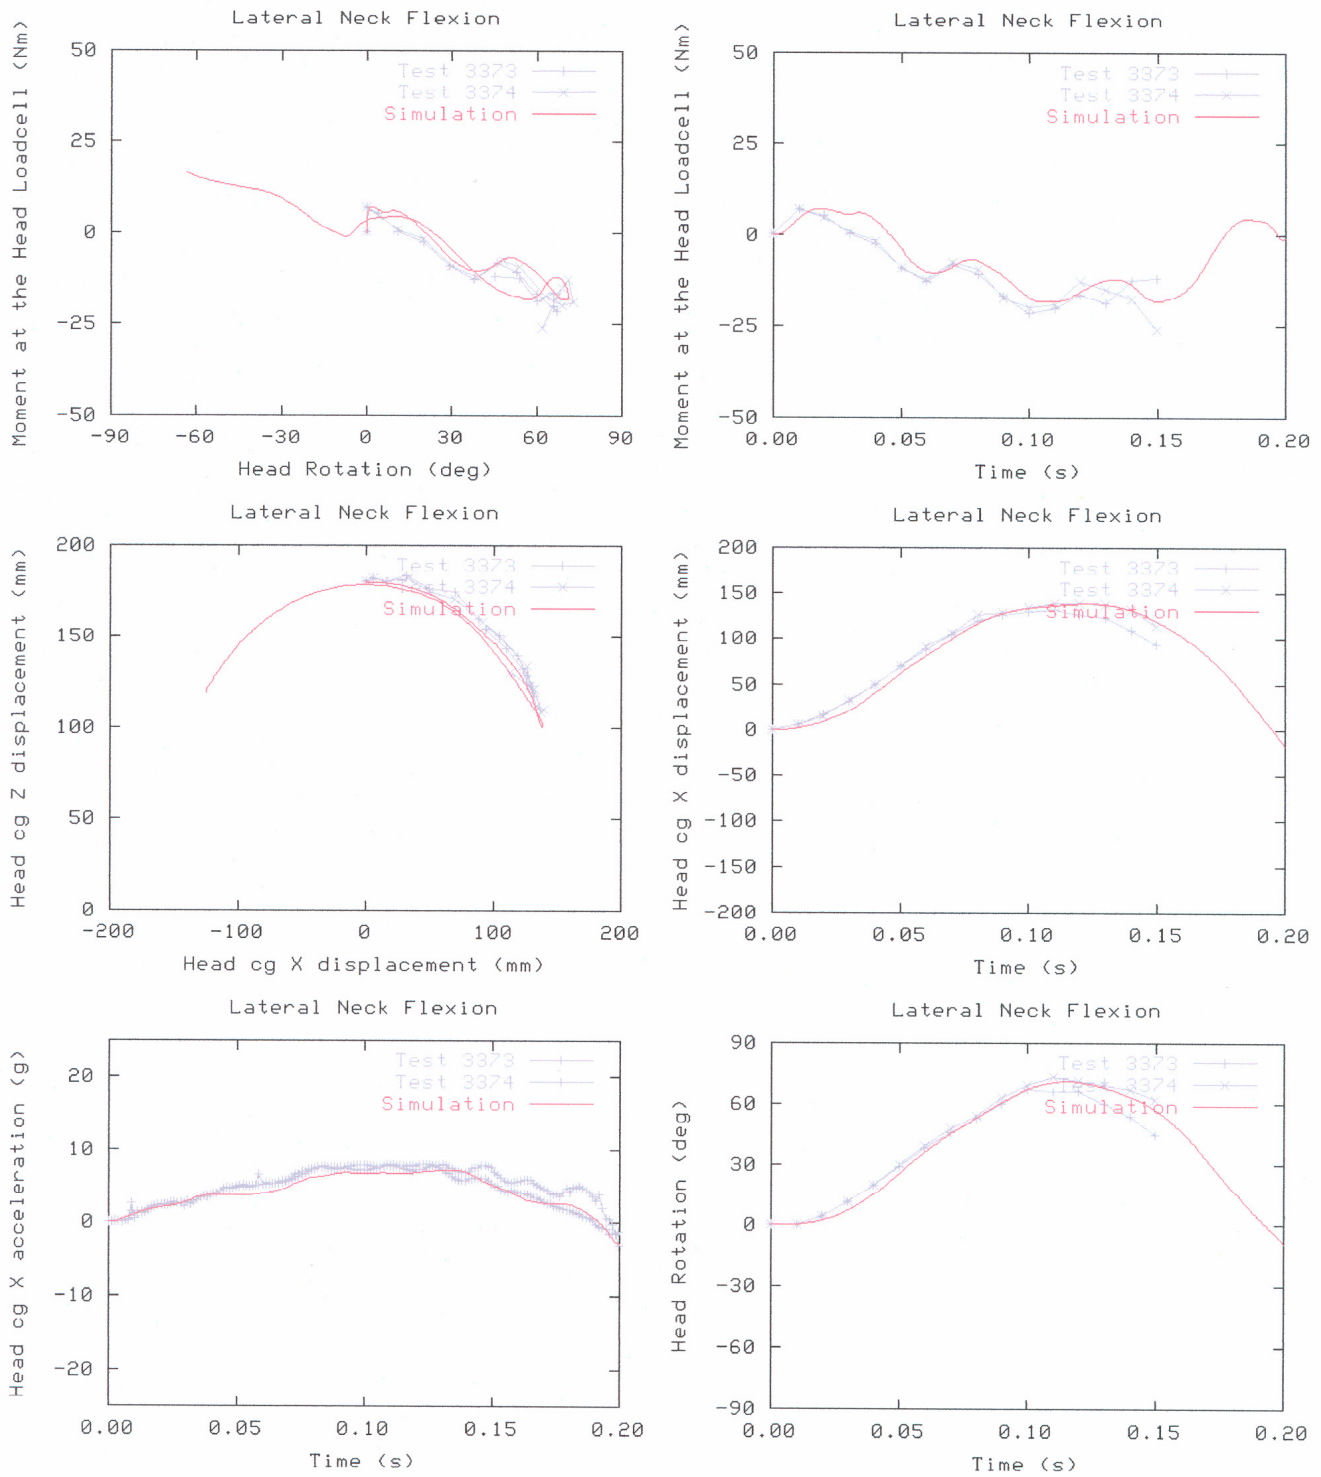 Lateral Neck Flexion
Moment at the Head Loadcell (Nm)
50
25
0
-25
-50
Test 3373
Test 3374
Simulation
-90 -60 -30 0 30 60 90
Head Rotation (deg)
Lateral Neck Flexion
Moment at the Head Loadcell (Nm)
50
25
0
-25
-50
Test 3373
Test 3374
Simulation
0.00 0.05 0.10 0.15 0.20
Time (s)
Lateral Neck Flexion
Head cg Z displacement (mm)
200
150
100
50
0
Test 3373
Test 3374
Simulation
-200 -100 0 100 200
Head cg X displacement (mm)
Lateral Neck Flexion
Head cg X displacement (mm)
200
150
100
50
0
-50
-100
-150
-200
Test 3373
Test 3374
Simulation
0.00 0.05 0.10 0.15 0.20
Time (s)
Lateral Neck Flexion
Head cg X acceleration (g)
20
10
0
-10
-20
Test 3373
Test 3374
Simulation
0.00 0.05 0.10 0.15 0.20
Time (s)
Lateral Neck Flexion
Head Rotation (deg)
90
60
30
0
-30
-60
-90
Test 3373
Test 3374
Simulation
0.00 0.05 0.10 0.15 0.20
Time (s)